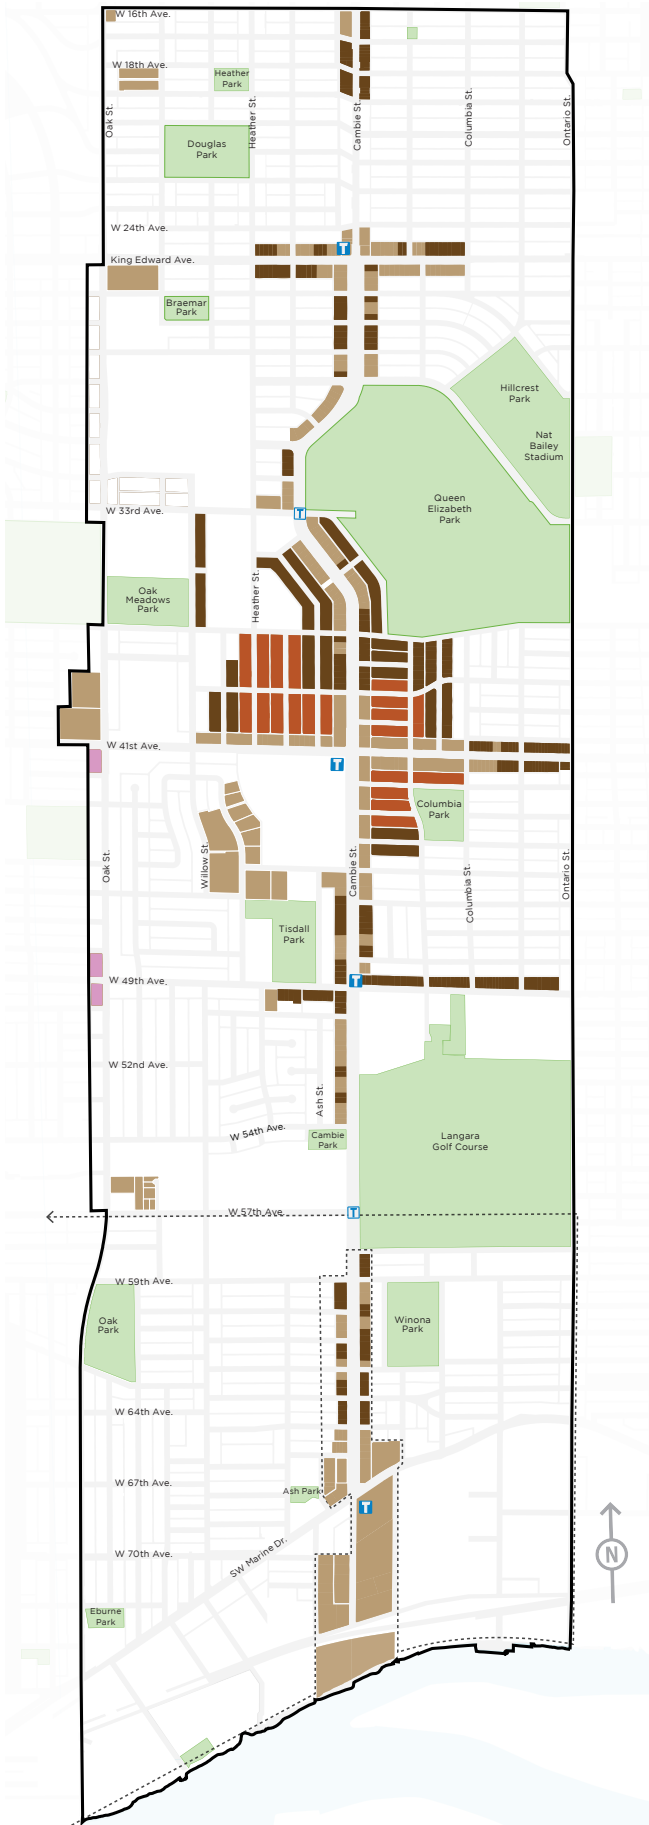 W 16th Ave.
W 18th Ave.
Heather
Park
Oak St.
Heather St.
Cambie St.
Columbia St.
Ontario St.
Douglas
Park
W 24th Ave.
T
King Edward Ave.
Braemar
Park
Hillcrest
Park
Nat
Bailey
Stadium
Queen
Elizabeth
Park
W 33rd Ave.
T
Oak
Meadows
Park
Heather St.
W 41st Ave.
T
Columbia
Park
Oak St.
Willow St.
Cambie St.
Columbia St.
Ontario St.
Tisdall
Park
W 49th Ave.
T
W 52nd Ave.
Ash St.
W 54th Ave.
Cambie
Park
Langara
Golf Course
W 57th Ave.
T
W 59th Ave.
Oak
Park
Winona
Park
W 64th Ave.
W 67th Ave.
Ash Park
T
SW Marine Dr.
W 70th Ave.
N
Eburne
Park